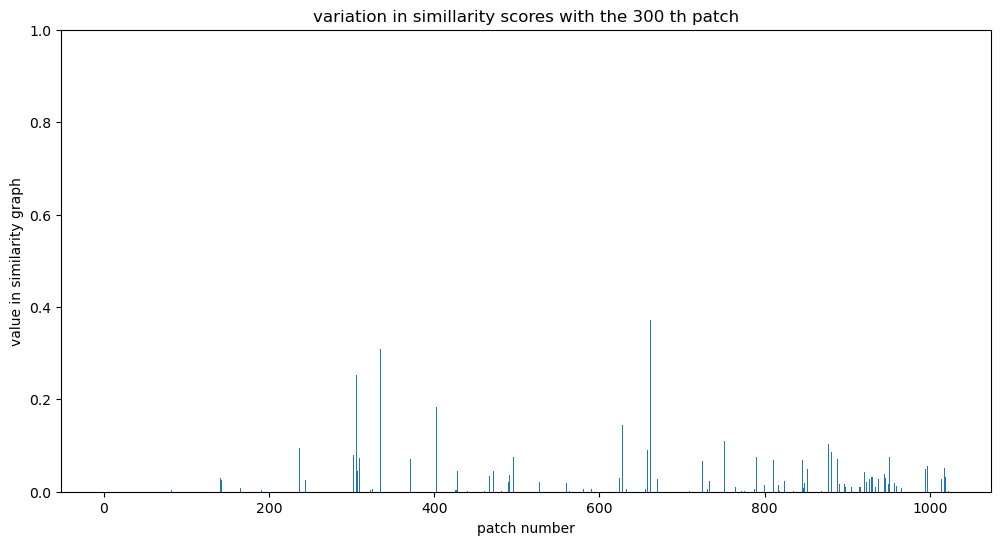 variation in simillarity scores with the 300 th patch
value in similarity graph
1.0
0.8
0.6
0.4
0.2
0.0
0 200 400 600 800 1000
patch number